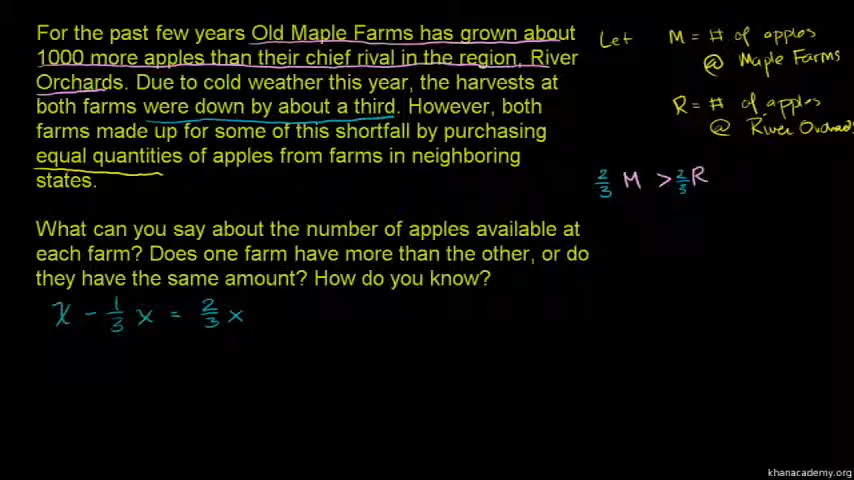 For the past few years Old Maple Farms has grown about
1000 more apples than their chief rival in the region, River
Orchards. Due to cold weather this year, the harvests at
both farms were down by about a third. However, both
farms made up for some of this shortfall by purchasing
equal quantities of apples from farms in neighboring
states.
What can you say about the number of apples available at
each farm? Does one farm have more than the other, or do
they have the same amount? How do you know?
x - 1/3 x = 2/3 x
Let M = # of apples
@ Maple Farms
R = # of apples
@ River Orchards
2/3 M > 2/3 R
khanacademy.org